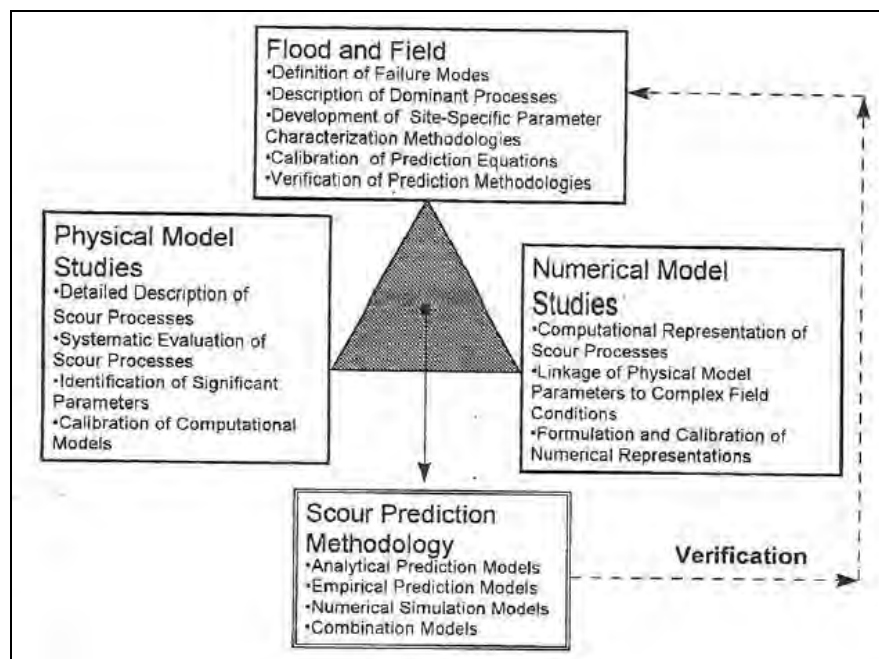 Flood and Field
•Definition of Failure Modes
•Description of Dominant Processes
•Development of Site-Specific Parameter
Characterization Methodologies
•Calibration of Prediction Equations
•Verification of Prediction Methodologies
Physical Model
Studies
•Detailed Description of
Scour Processes
•Systematic Evaluation of
Scour Processes
•Identification of Significant
Parameters
•Calibration of Computational
Models
Numerical Model
Studies
•Computational Representation of
Scour Processes
•Linkage of Physical Model
Parameters to Complex Field
Conditions
•Formulation and Calibration of
Numerical Representations
Scour Prediction
Methodology
•Analytical Prediction Models
•Empirical Prediction Models
•Numerical Simulation Models
•Combination Models
Verification